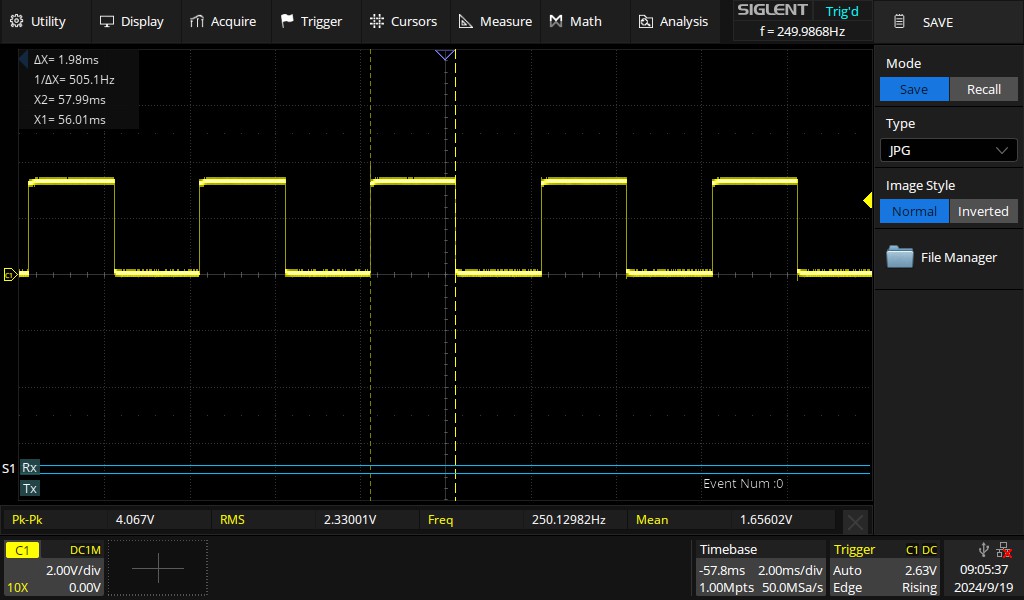 Utility Display Acquire Trigger Cursors Measure Math Analysis SIGLENT Trig'd SAVE
f = 249.9868Hz
ΔX= 1.98ms
1/ΔX= 505.1Hz
X2= 57.99ms
X1= 56.01ms
Mode
Save Recall
Type
JPG
Image Style
Normal Inverted
File Manager
C1
S1 Rx
Tx
Event Num :0
Pk-Pk 4.067V RMS 2.33001V Freq 250.12982Hz Mean 1.65602V
C1 DC1M
2.00V/div
10X 0.00V
Timebase
-57.8ms 2.00ms/div
1.00Mpts 50.0MSa/s
Trigger C1 DC
Auto 2.63V
Edge Rising
09:05:37
2024/9/19